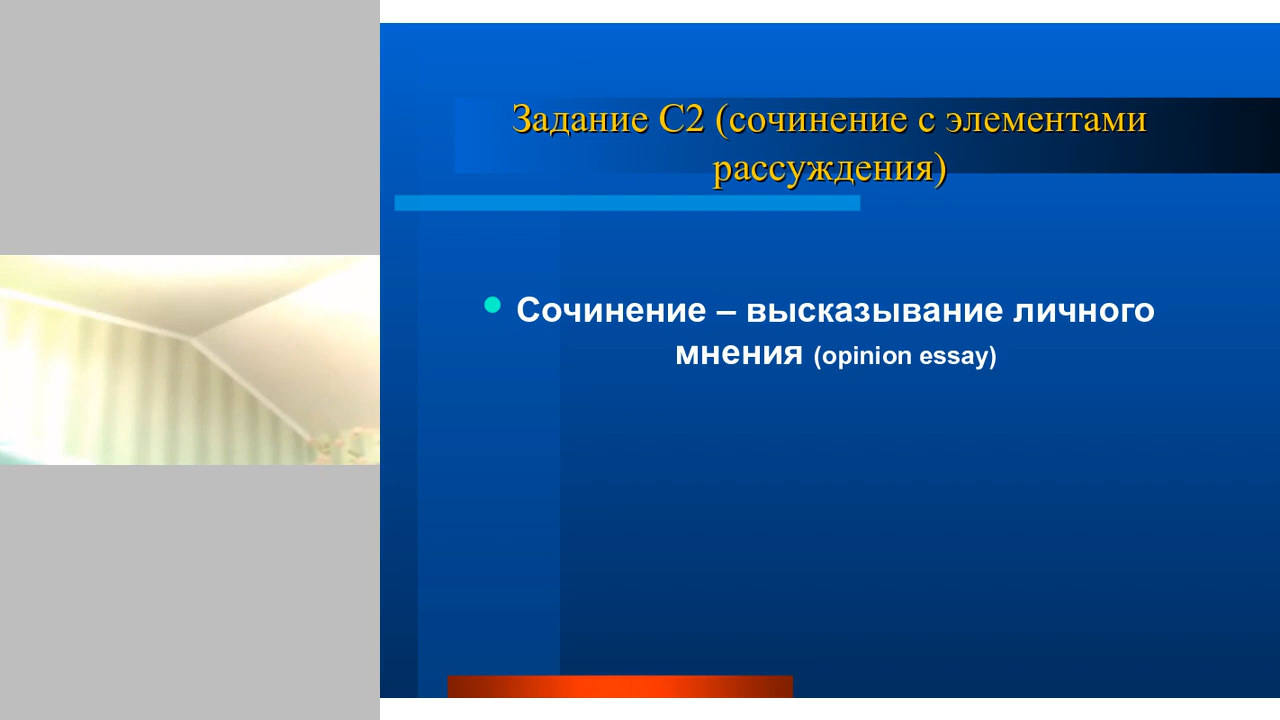 Задание С2 (сочинение с элементами
рассуждения)
Сочинение – высказывание личного
мнения (opinion essay)